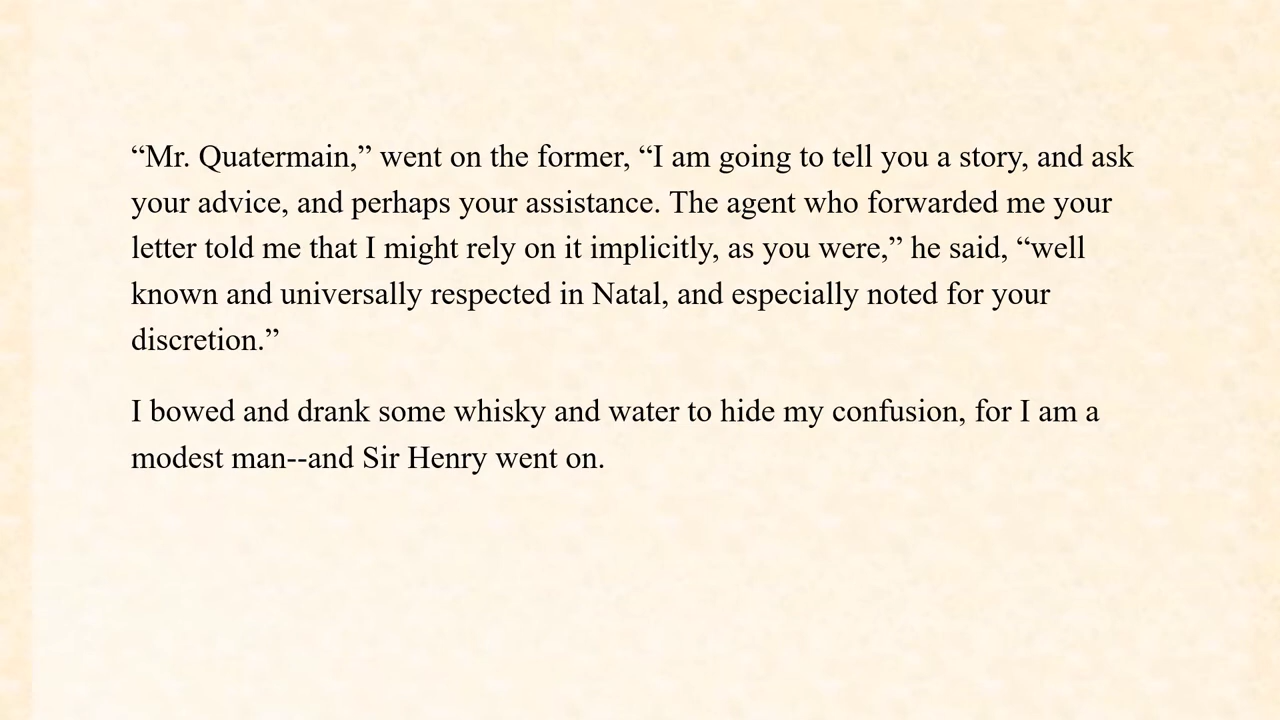 “Mr. Quatermain,” went on the former, “I am going to tell you a story, and ask
your advice, and perhaps your assistance. The agent who forwarded me your
letter told me that I might rely on it implicitly, as you were,” he said, “well
known and universally respected in Natal, and especially noted for your
discretion.”
I bowed and drank some whisky and water to hide my confusion, for I am a
modest man--and Sir Henry went on.